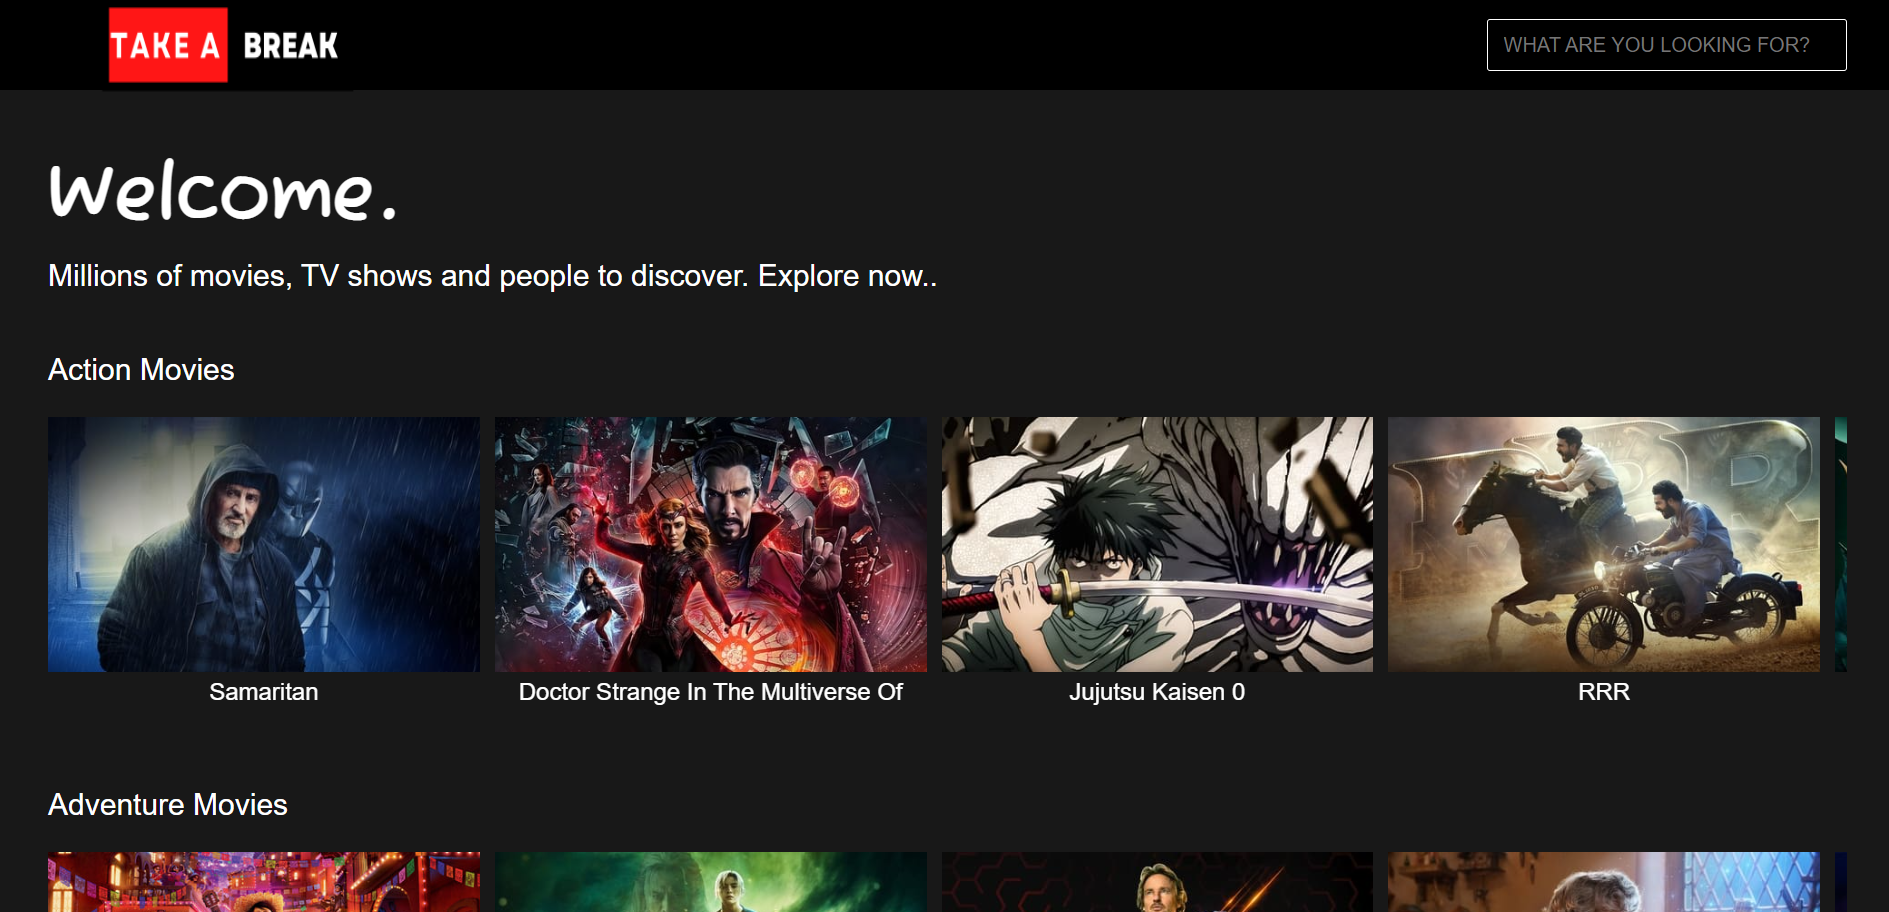 TAKE A BREAK
WHAT ARE YOU LOOKING FOR?
Welcome.
Millions of movies, TV shows and people to discover. Explore now..
Action Movies
Samaritan
Doctor Strange In The Multiverse Of
Jujutsu Kaisen 0
RRR
Adventure Movies